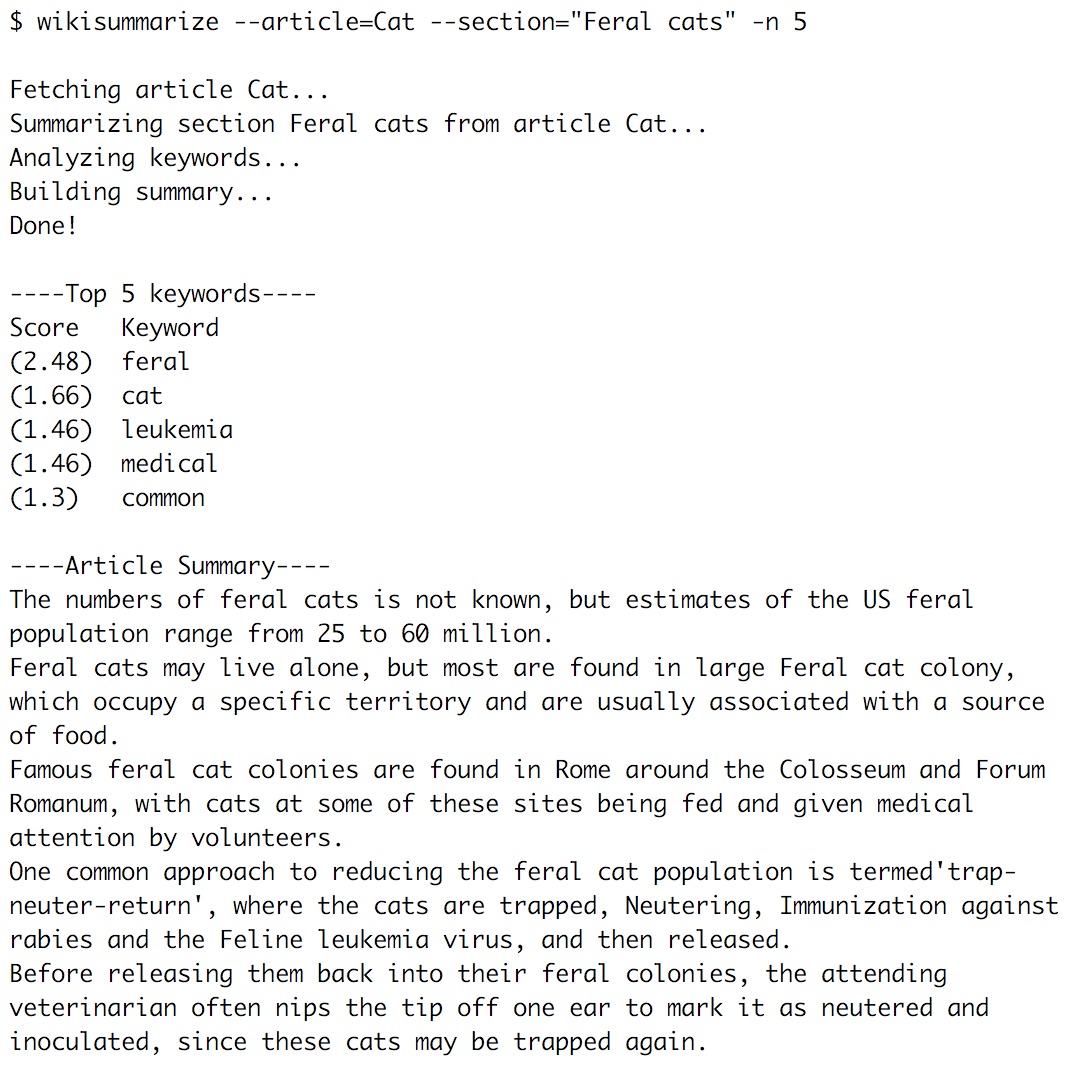 $ wikisummarize --article=Cat --section="Feral cats" -n 5
Fetching article Cat...
Summarizing section Feral cats from article Cat...
Analyzing keywords...
Building summary...
Done!
----Top 5 keywords----
Score   Keyword
(2.48)  feral
(1.66)  cat
(1.46)  leukemia
(1.46)  medical
(1.3)   common
----Article Summary----
The numbers of feral cats is not known, but estimates of the US feral
population range from 25 to 60 million.
Feral cats may live alone, but most are found in large Feral cat colony,
which occupy a specific territory and are usually associated with a source
of food.
Famous feral cat colonies are found in Rome around the Colosseum and Forum
Romanum, with cats at some of these sites being fed and given medical
attention by volunteers.
One common approach to reducing the feral cat population is termed'trap-
neuter-return', where the cats are trapped, Neutering, Immunization against
rabies and the Feline leukemia virus, and then released.
Before releasing them back into their feral colonies, the attending
veterinarian often nips the tip off one ear to mark it as neutered and
inoculated, since these cats may be trapped again.